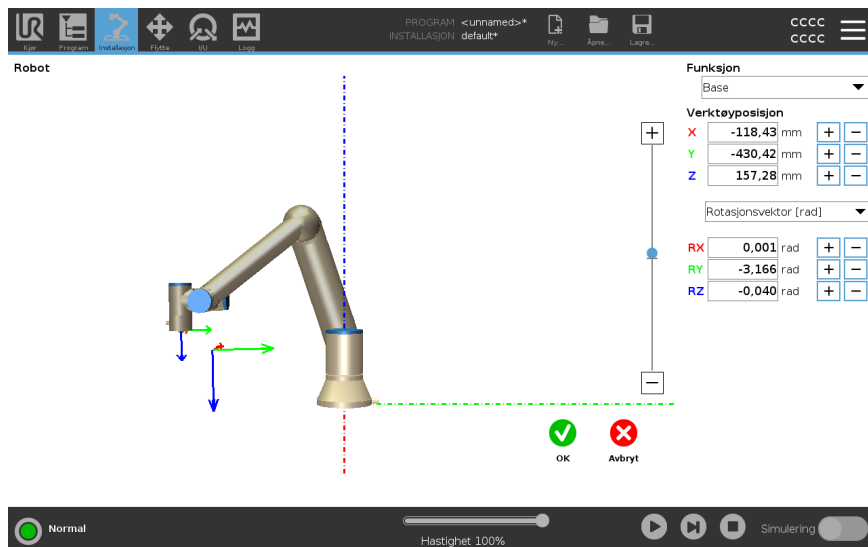 UR
Kjør
Program
Installasjon
Flytte
I/U
Logg
PROGRAM <unnamed>*
INSTALLASJON default*
Ny...
Åpne...
Lagre...
CCCC
CCCC
Robot
Funksjon
Base
Verktøyposisjon
X -118,43 mm + −
Y -430,42 mm + −
Z 157,28 mm + −
Rotasjonsvektor [rad]
RX 0,001 rad + −
RY -3,166 rad + −
RZ -0,040 rad + −
+
−
OK
Avbryt
Normal
Hastighet 100%
Simulering